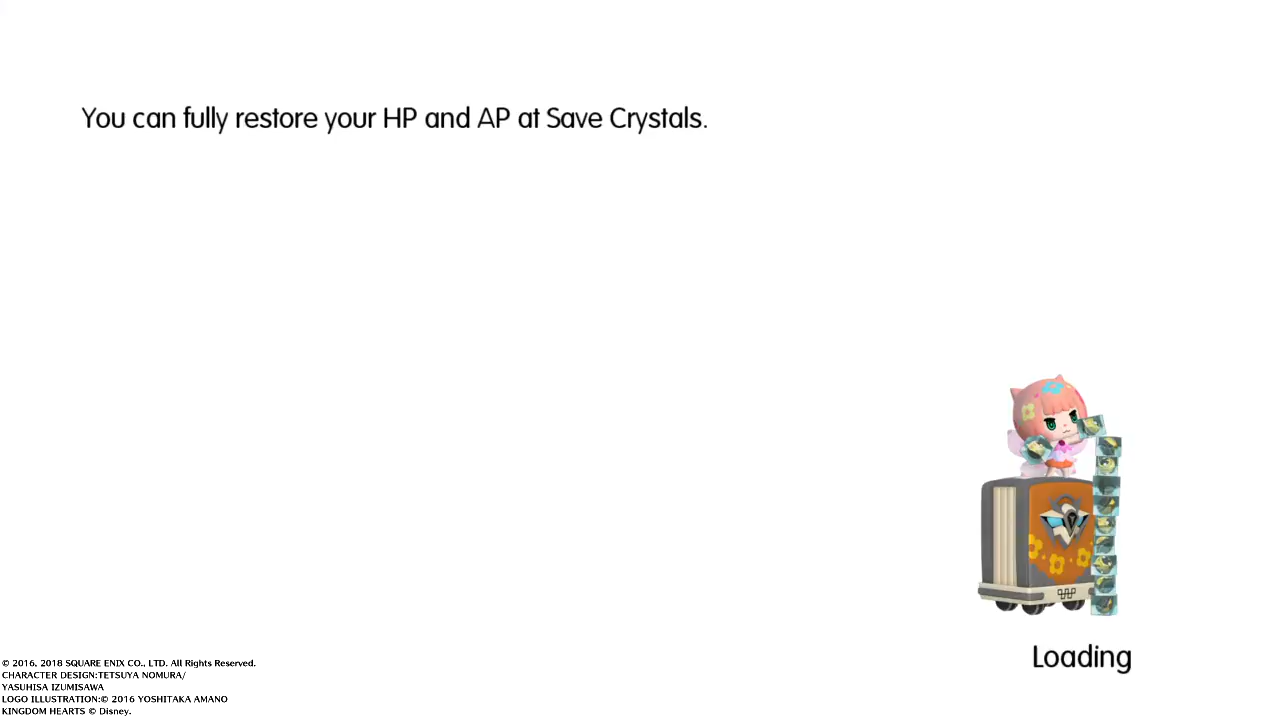 You can fully restore your HP and AP at Save Crystals.
Loading
© 2016, 2018 SQUARE ENIX CO., LTD. All Rights Reserved.
CHARACTER DESIGN:TETSUYA NOMURA/
YASUHISA IZUMISAWA
LOGO ILLUSTRATION:© 2016 YOSHITAKA AMANO
KINGDOM HEARTS © Disney.